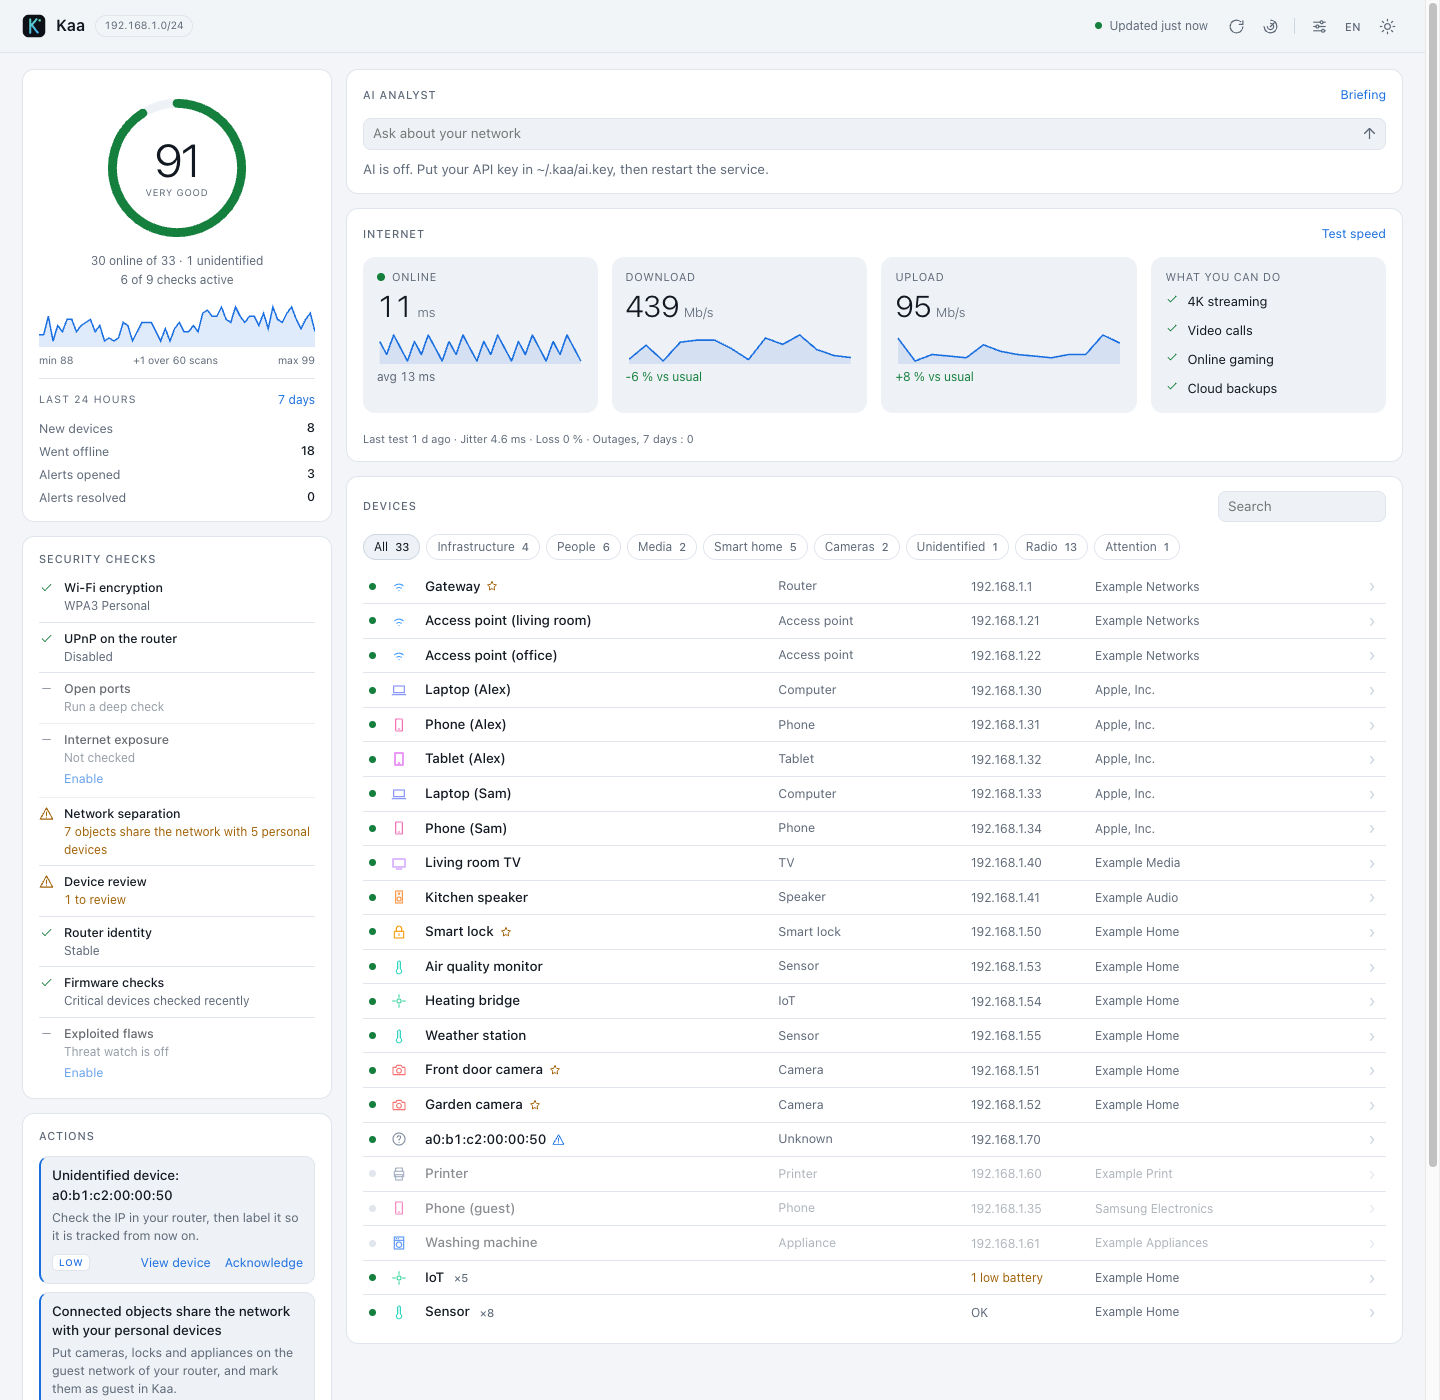 Kaa
192.168.1.0/24
Updated just now
EN
91
VERY GOOD
30 online of 33 · 1 unidentified
6 of 9 checks active
min 88
+1 over 60 scans
max 99
LAST 24 HOURS
7 days
New devices 8
Went offline 18
Alerts opened 3
Alerts resolved 0
SECURITY CHECKS
Wi-Fi encryption
WPA3 Personal
UPnP on the router
Disabled
Open ports
Run a deep check
Internet exposure
Not checked
Enable
Network separation
7 objects share the network with 5 personal
devices
Device review
1 to review
Router identity
Stable
Firmware checks
Critical devices checked recently
Exploited flaws
Threat watch is off
Enable
ACTIONS
Unidentified device:
a0:b1:c2:00:00:50
Check the IP in your router, then label it so
it is tracked from now on.
LOW
View device
Acknowledge
Connected objects share the network
with your personal devices
Put cameras, locks and appliances on the
guest network of your router, and mark
them as guest in Kaa.
AI ANALYST
Briefing
Ask about your network
AI is off. Put your API key in ~/.kaa/ai.key, then restart the service.
INTERNET
Test speed
ONLINE
11 ms
avg 13 ms
DOWNLOAD
439 Mb/s
-6 % vs usual
UPLOAD
95 Mb/s
+8 % vs usual
WHAT YOU CAN DO
4K streaming
Video calls
Online gaming
Cloud backups
Last test 1 d ago · Jitter 4.6 ms · Loss 0 % · Outages, 7 days : 0
DEVICES
Search
All 33
Infrastructure 4
People 6
Media 2
Smart home 5
Cameras 2
Unidentified 1
Radio 13
Attention 1
Gateway Router 192.168.1.1 Example Networks
Access point (living room) Access point 192.168.1.21 Example Networks
Access point (office) Access point 192.168.1.22 Example Networks
Laptop (Alex) Computer 192.168.1.30 Apple, Inc.
Phone (Alex) Phone 192.168.1.31 Apple, Inc.
Tablet (Alex) Tablet 192.168.1.32 Apple, Inc.
Laptop (Sam) Computer 192.168.1.33 Apple, Inc.
Phone (Sam) Phone 192.168.1.34 Apple, Inc.
Living room TV TV 192.168.1.40 Example Media
Kitchen speaker Speaker 192.168.1.41 Example Audio
Smart lock Smart lock 192.168.1.50 Example Home
Air quality monitor Sensor 192.168.1.53 Example Home
Heating bridge IoT 192.168.1.54 Example Home
Weather station Sensor 192.168.1.55 Example Home
Front door camera Camera 192.168.1.51 Example Home
Garden camera Camera 192.168.1.52 Example Home
a0:b1:c2:00:00:50 Unknown 192.168.1.70
Printer Printer 192.168.1.60 Example Print
Phone (guest) Phone 192.168.1.35 Samsung Electronics
Washing machine Appliance 192.168.1.61 Example Appliances
IoT ×5 1 low battery Example Home
Sensor ×8 OK Example Home